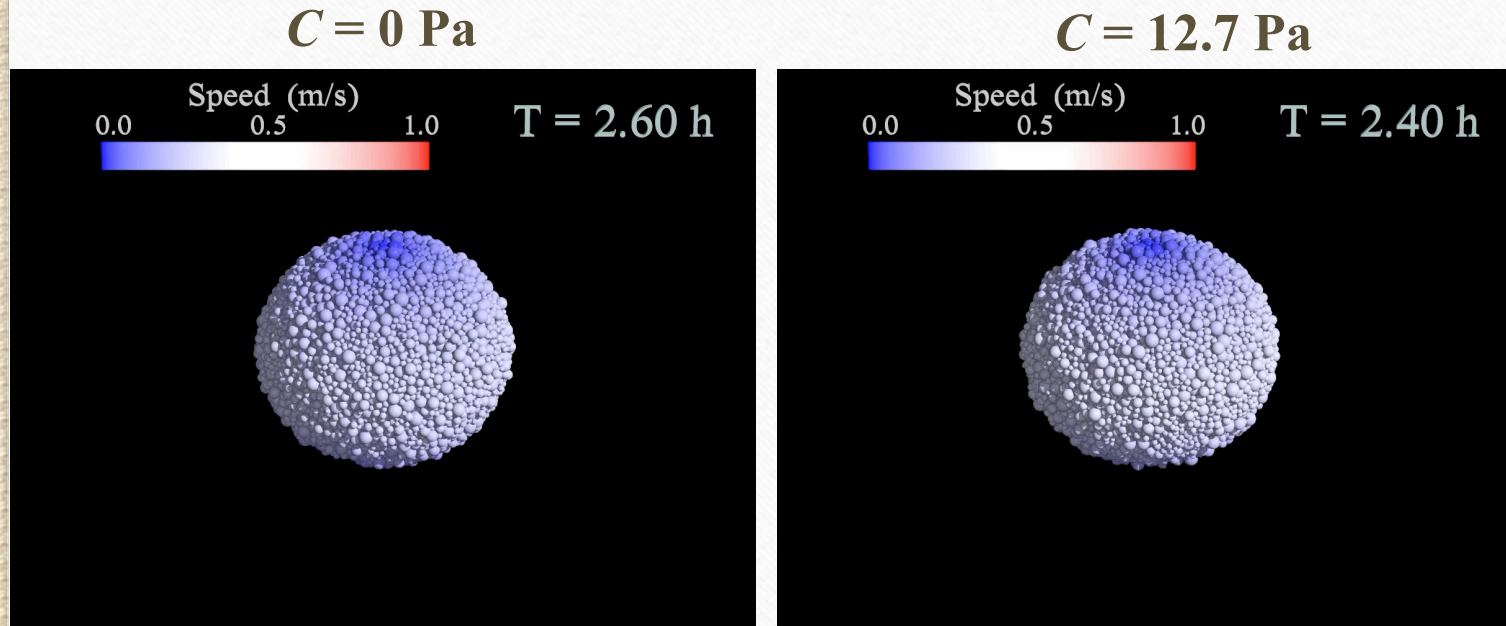 C = 0 Pa
Speed (m/s)
0.0 0.5 1.0
T = 2.60 h
C = 12.7 Pa
Speed (m/s)
0.0 0.5 1.0
T = 2.40 h